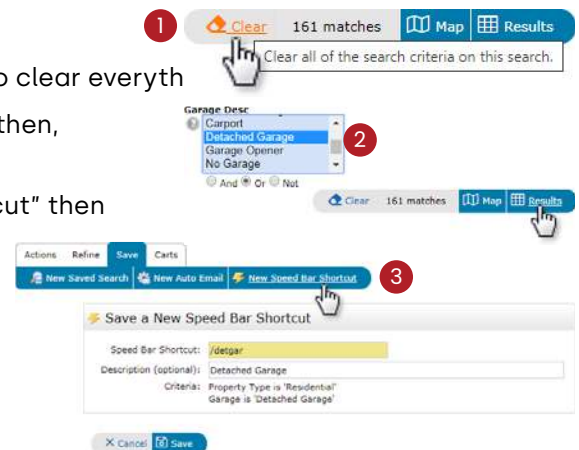 1 Clear 161 matches Map Results
Clear all of the search criteria on this search.
o clear everyth
then,
Garage Desc
Carport
Detached Garage
Garage Opener
No Garage
2
And Or Not
cut" then
Clear 161 matches Map Results
Actions Refine Save Carts
New Saved Search New Auto Email New Speed Bar Shortcut 3
Save a New Speed Bar Shortcut
Speed Bar Shortcut: /detgar
Description (optional): Detached Garage
Criteria: Property Type is 'Residential'
Garage is 'Detached Garage'
Cancel Save